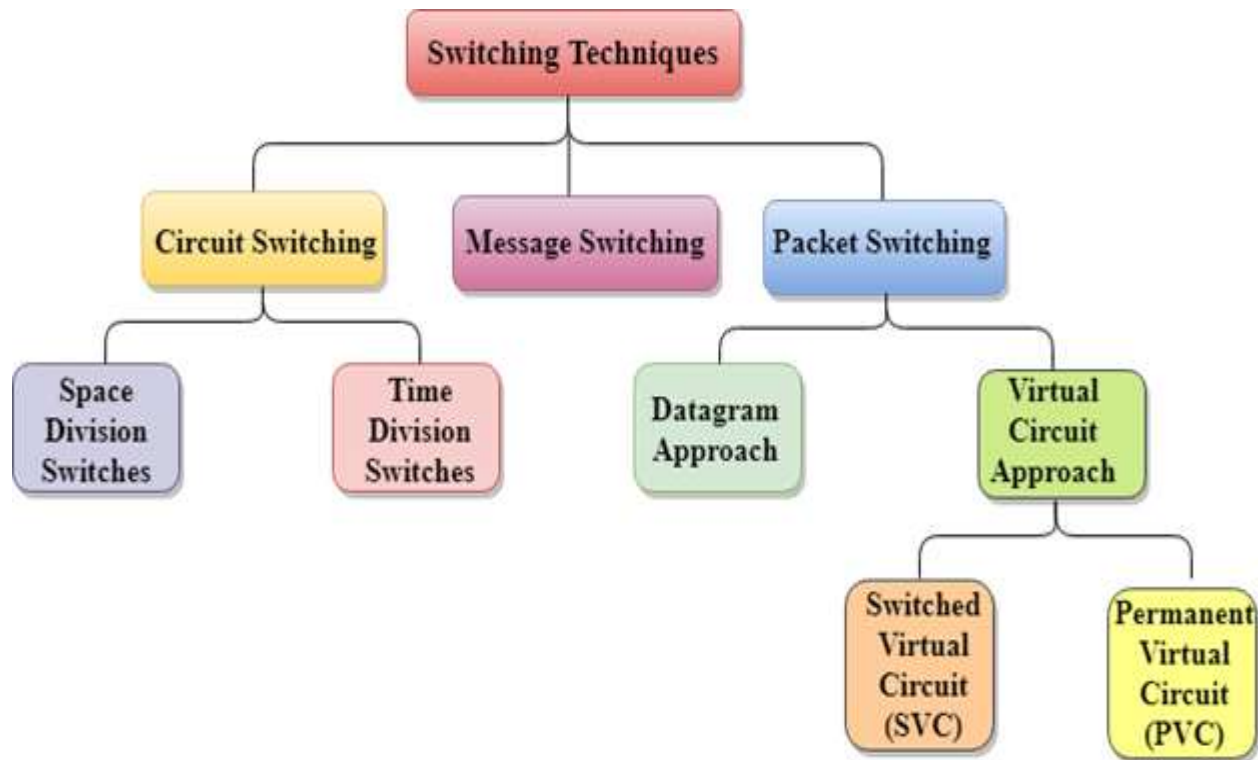 Switching Techniques
Circuit Switching
Message Switching
Packet Switching
Space
Division
Switches
Time
Division
Switches
Datagram
Approach
Virtual
Circuit
Approach
Switched
Virtual
Circuit
(SVC)
Permanent
Virtual
Circuit
(PVC)